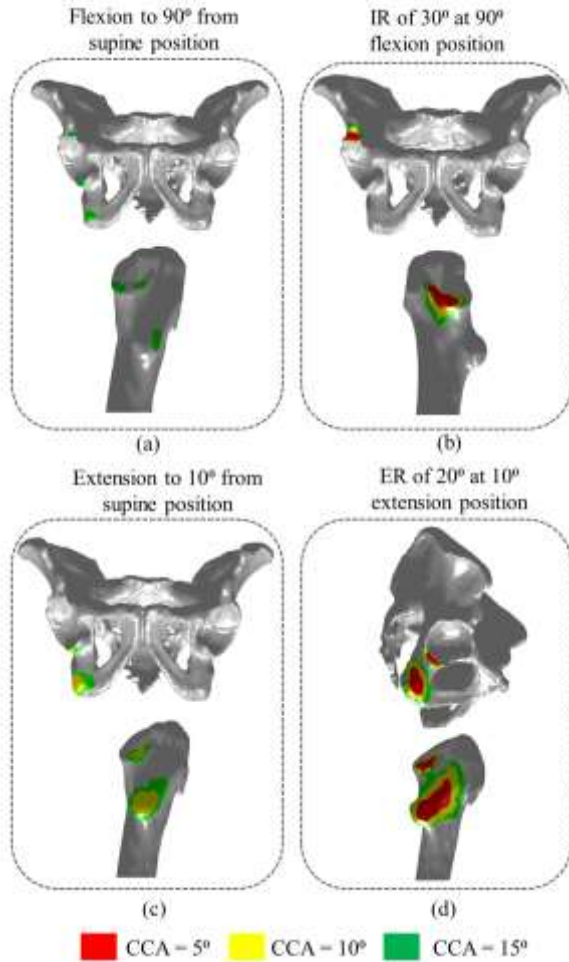 Flexion to 90º from
supine position
IR of 30º at 90º
flexion position
(a)
(b)
Extension to 10º from
supine position
ER of 20º at 10º
extension position
(c)
(d)
CCA = 5º
CCA = 10º
CCA = 15º